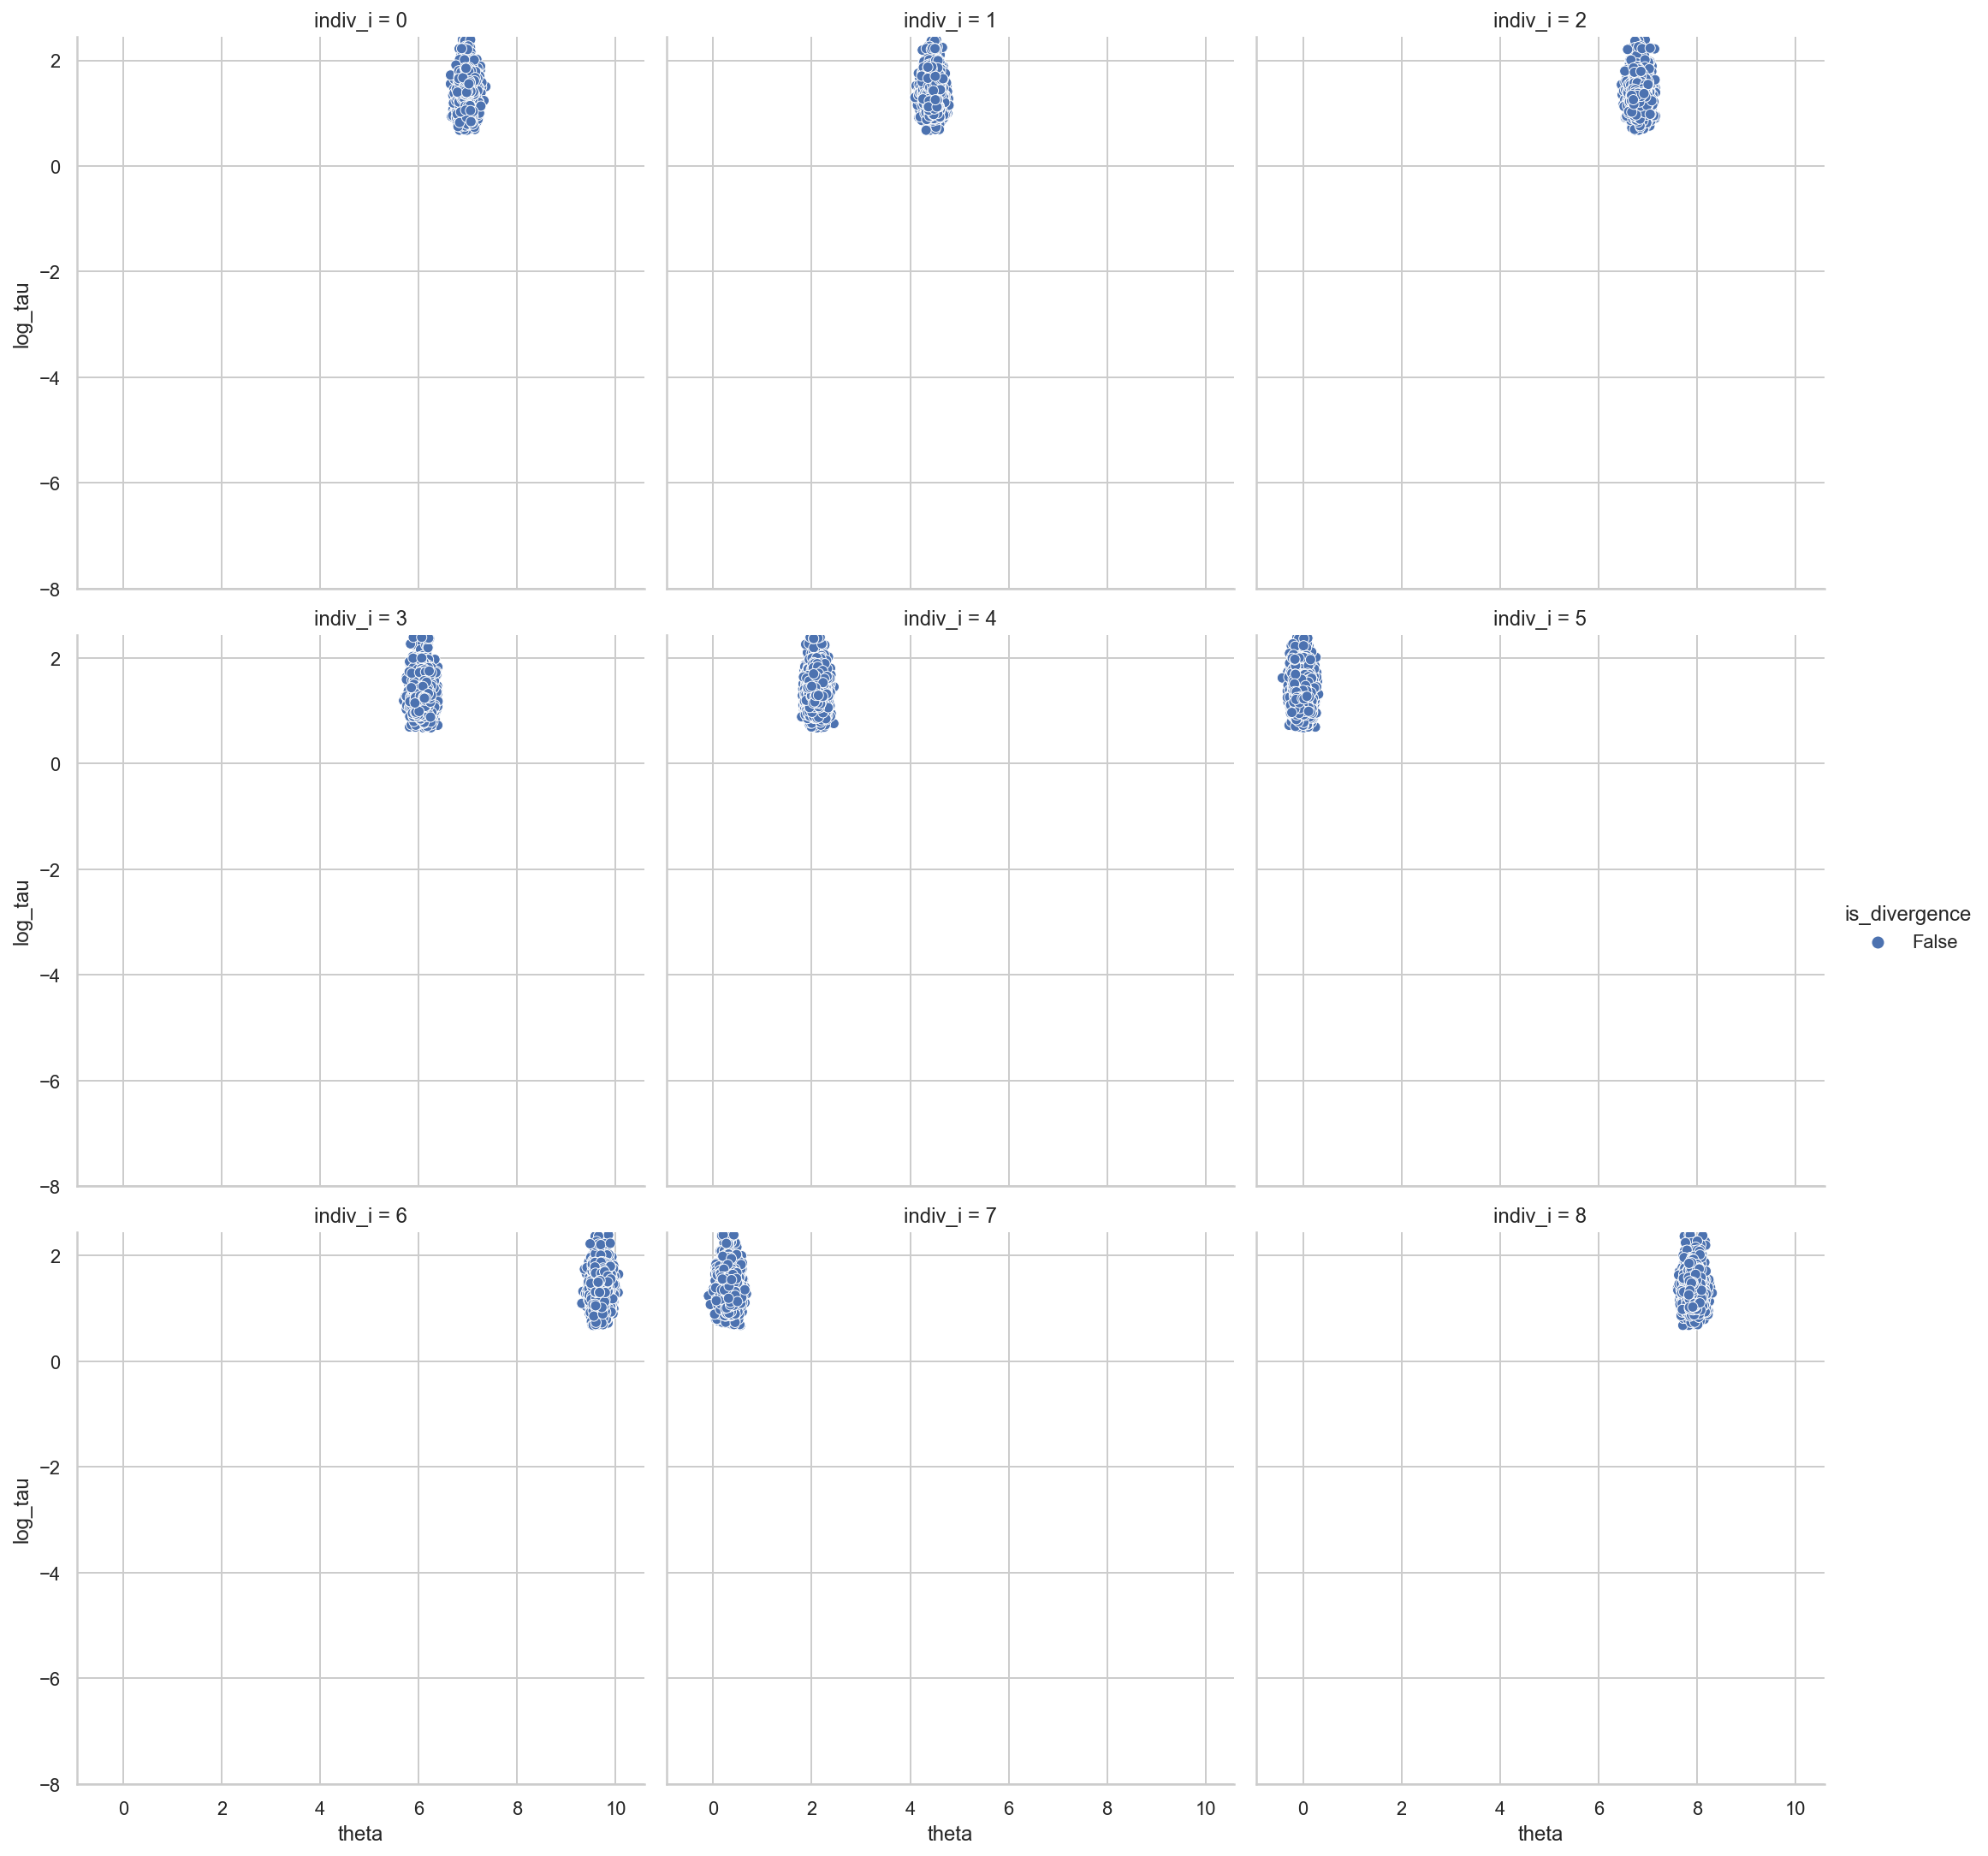 indiv_i = 0
indiv_i = 1
indiv_i = 2
2
0
−2
−4
−6
−8
log_tau
indiv_i = 3
indiv_i = 4
indiv_i = 5
2
0
−2
−4
−6
−8
log_tau
is_divergence
False
indiv_i = 6
indiv_i = 7
indiv_i = 8
2
0
−2
−4
−6
−8
log_tau
0 2 4 6 8 10
0 2 4 6 8 10
0 2 4 6 8 10
theta
theta
theta